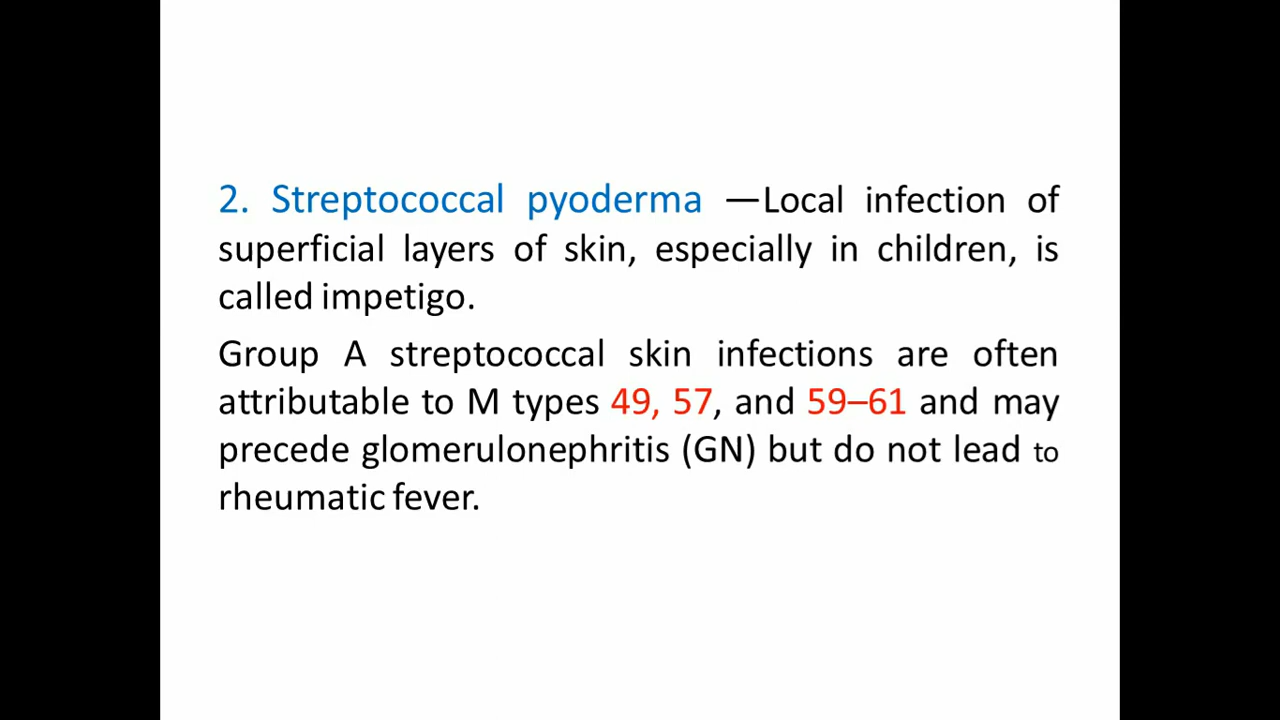 2. Streptococcal pyoderma —Local infection of
superficial layers of skin, especially in children, is
called impetigo.
Group A streptococcal skin infections are often
attributable to M types 49, 57, and 59–61 and may
precede glomerulonephritis (GN) but do not lead to
rheumatic fever.